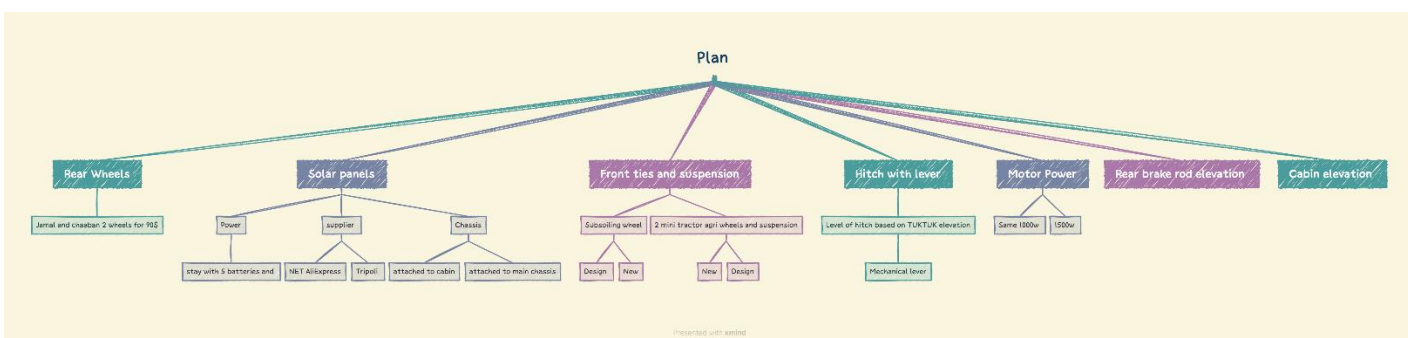 Plan
Rear Wheels
Solar panels
Front ties and suspension
Hitch with lever
Motor Power
Rear brake rod elevation
Cabin elevation
Jamal and chaaban 2 wheels for 90$
Power
supplier
Chassis
Subsoiling wheel
2 mini tractor agri wheels and suspension
Level of hitch based on TUKTUK elevation
Same 1000w
1,500w
stay with 5 batteries and
NET AliExpress
Tripoli
attached to cabin
attached to main chassis
Design
New
New
Design
Mechanical lever
Presented with xmind